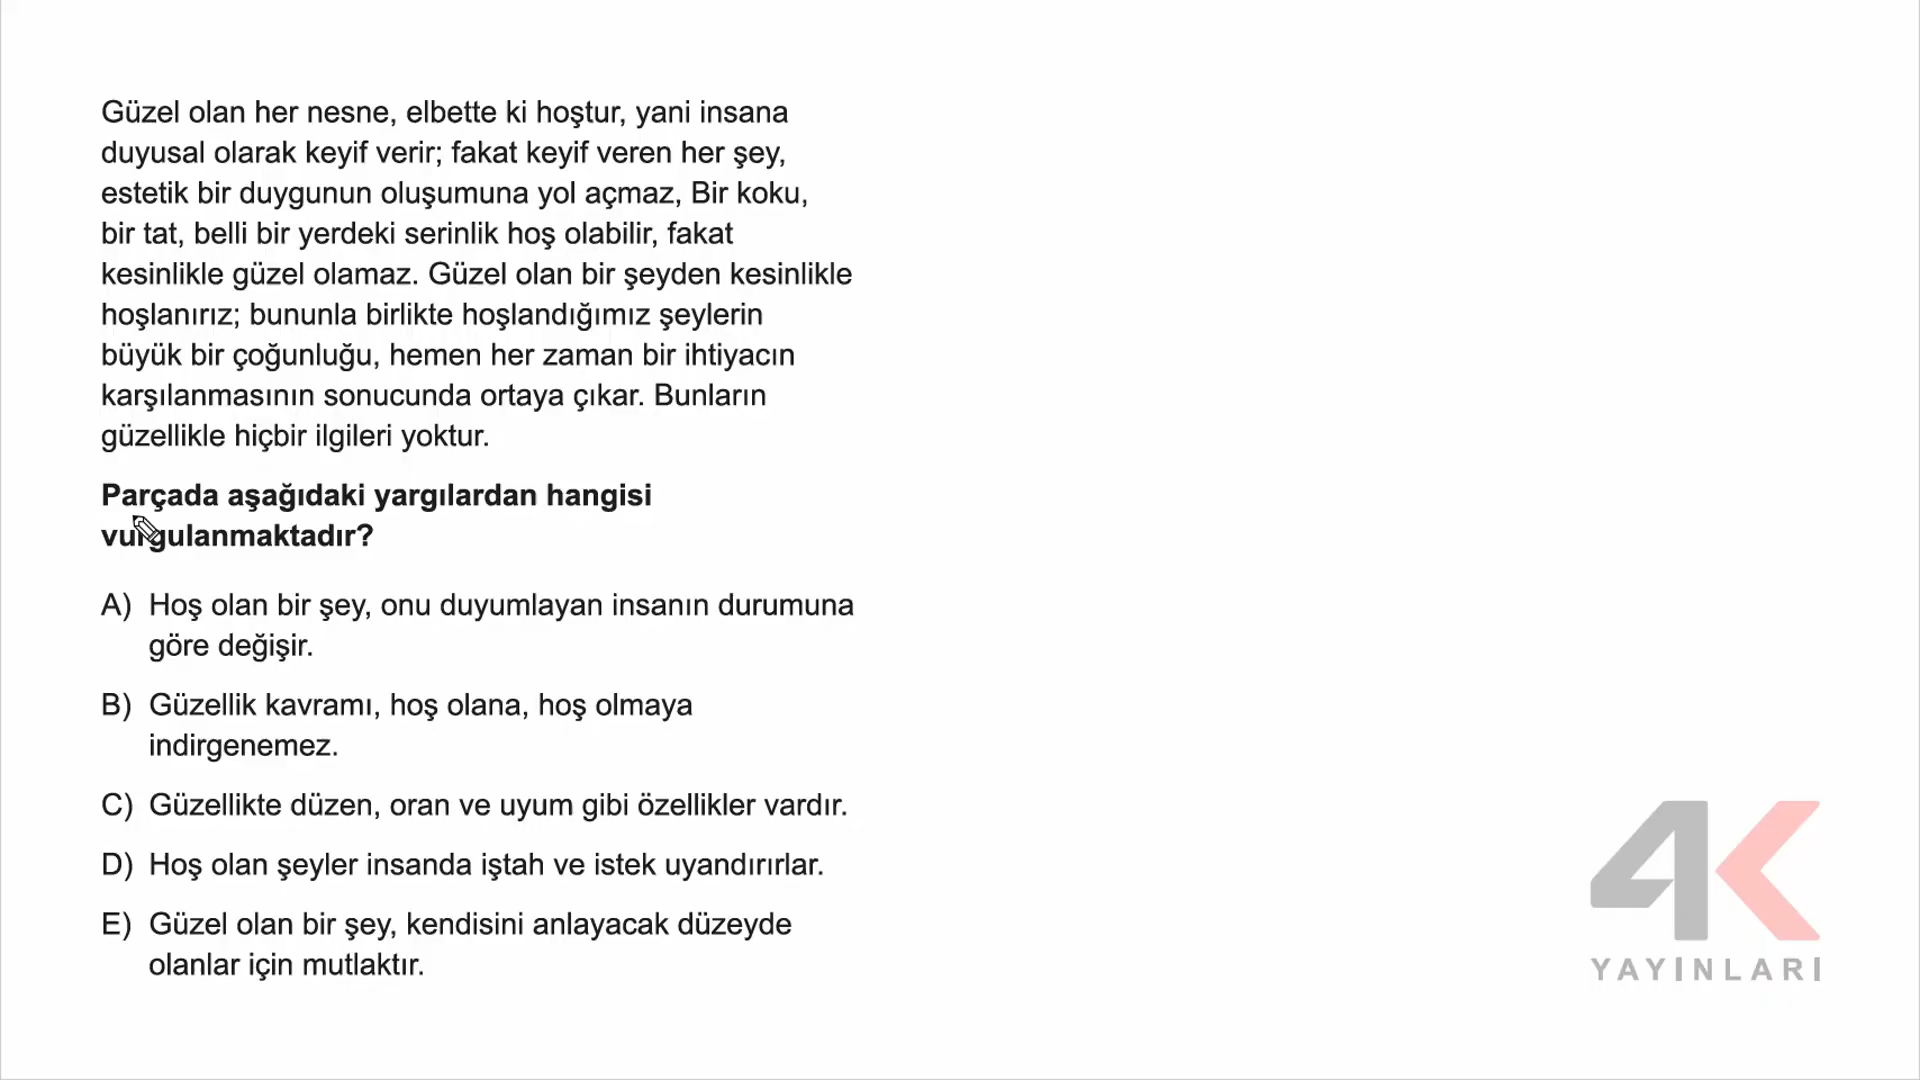 Güzel olan her nesne, elbette ki hoştur, yani insana
duyusal olarak keyif verir; fakat keyif veren her şey,
estetik bir duygunun oluşumuna yol açmaz, Bir koku,
bir tat, belli bir yerdeki serinlik hoş olabilir, fakat
kesinlikle güzel olamaz. Güzel olan bir şeyden kesinlikle
hoşlanırız; bununla birlikte hoşlandığımız şeylerin
büyük bir çoğunluğu, hemen her zaman bir ihtiyacın
karşılanmasının sonucunda ortaya çıkar. Bunların
güzellikle hiçbir ilgileri yoktur.
Parçada aşağıdaki yargılardan hangisi
vurgulanmaktadır?
A) Hoş olan bir şey, onu duyumlayan insanın durumuna
göre değişir.
B) Güzellik kavramı, hoş olana, hoş olmaya
indirgenemez.
C) Güzellikte düzen, oran ve uyum gibi özellikler vardır.
D) Hoş olan şeyler insanda iştah ve istek uyandırırlar.
E) Güzel olan bir şey, kendisini anlayacak düzeyde
olanlar için mutlaktır.
4K
YAYINLARI